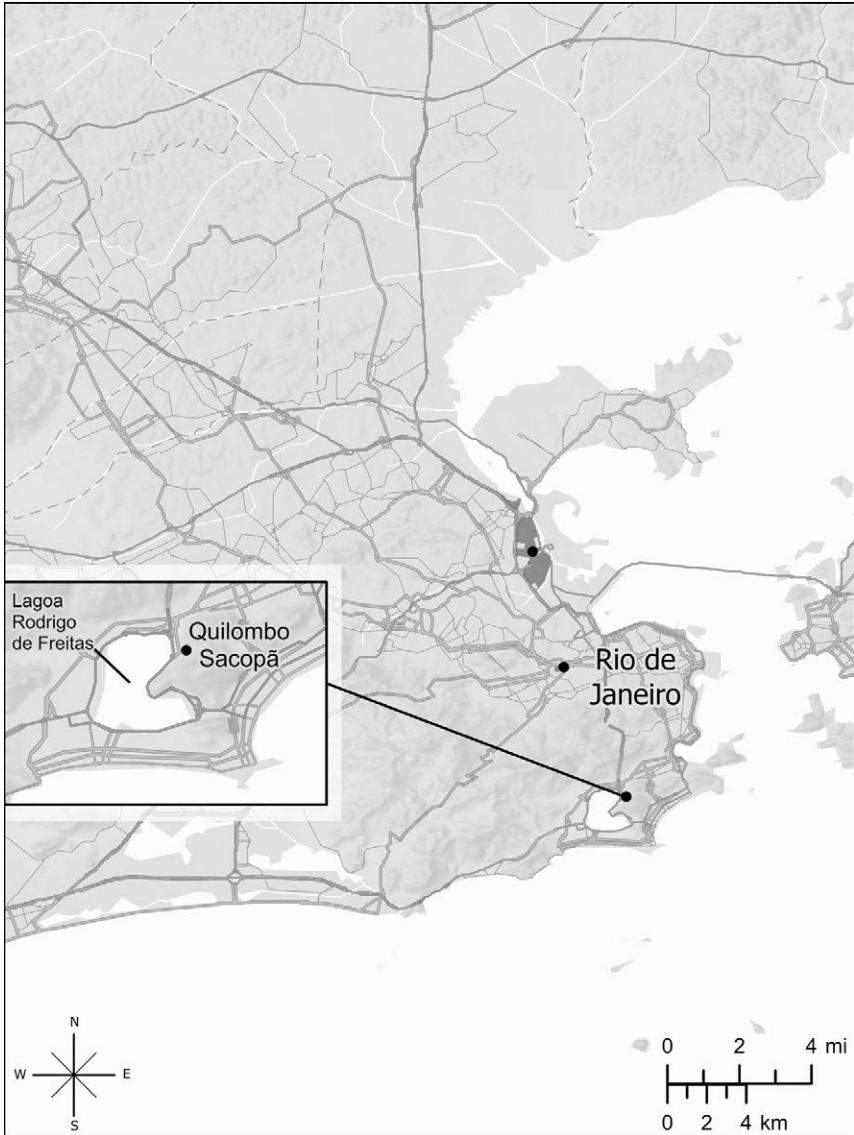 Lagoa
Rodrigo
de Freitas
Quilombo
Sacopã
Rio de
Janeiro
N
W E
S
0 2 4 mi
0 2 4 km